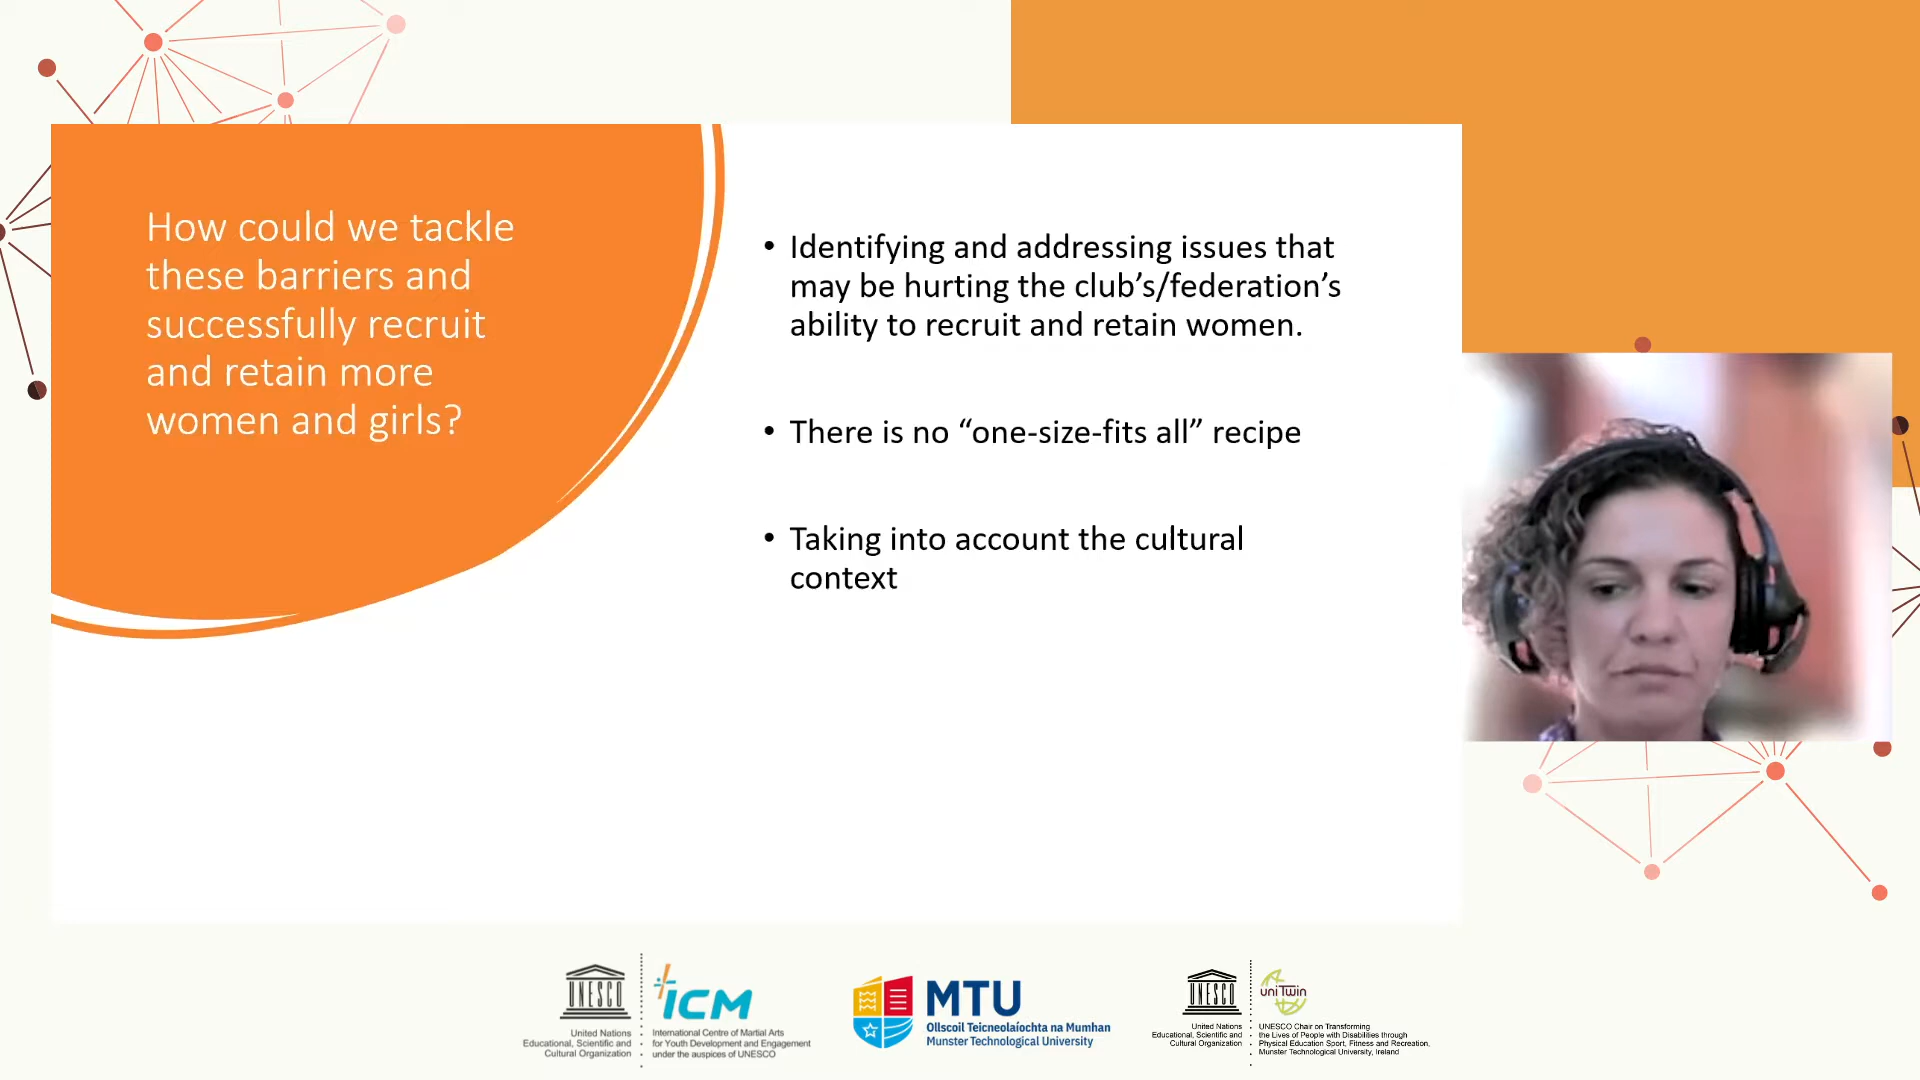 How could we tackle
these barriers and
successfully recruit
and retain more
women and girls?
• Identifying and addressing issues that
may be hurting the club’s/federation’s
ability to recruit and retain women.
• There is no “one-size-fits all” recipe
• Taking into account the cultural
context
UNESCO
United Nations
Educational, Scientific and
Cultural Organization
ICM
International Centre of Martial Arts
for Youth Development and Engagement
under the auspices of UNESCO
MTU
Ollscoil Teicneolaíochta na Mumhan
Munster Technological University
UNESCO
United Nations
Educational, Scientific and
Cultural Organization
uniTwin
UNESCO Chair on Transforming
the Lives of People with Disabilities through
Physical Education Sport, Fitness and Recreation,
Munster Technological University, Ireland